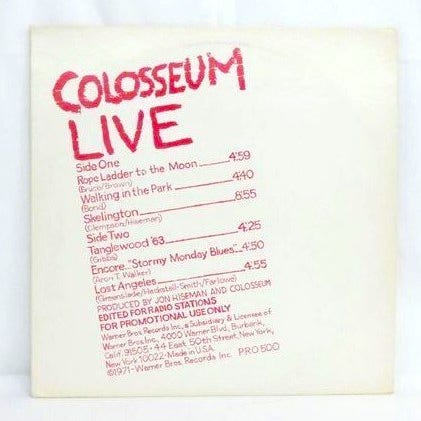 COLOSSEUM
LIVE
Side One
Rope Ladder to the Moon 4:59
(Bruce/Brown)
Walking in the Park 4:40
(Bond)
Skelington 6:55
(Clempson/Hiseman)
Side Two
Tanglewood '63 4:25
(Gibbs)
Encore..."Stormy Monday Blues" 4:50
(Aron T. Walker)
Lost Angeles 4:55
(Greenslade/Heckstall-Smith/Farlowe)
PRODUCED BY JON HISEMAN AND COLOSSEUM
EDITED FOR RADIO STATIONS
FOR PROMOTIONAL USE ONLY
Warner Bros. Records Inc., a Subsidiary & Licensee of
Warner Bros. Inc., 4000 Warner Blvd., Burbank,
Calif. 91505·44 East 50th Street, New York,
New York 10022·Made in U.S.A.
©1971·Warner Bros. Records Inc. PRO 500